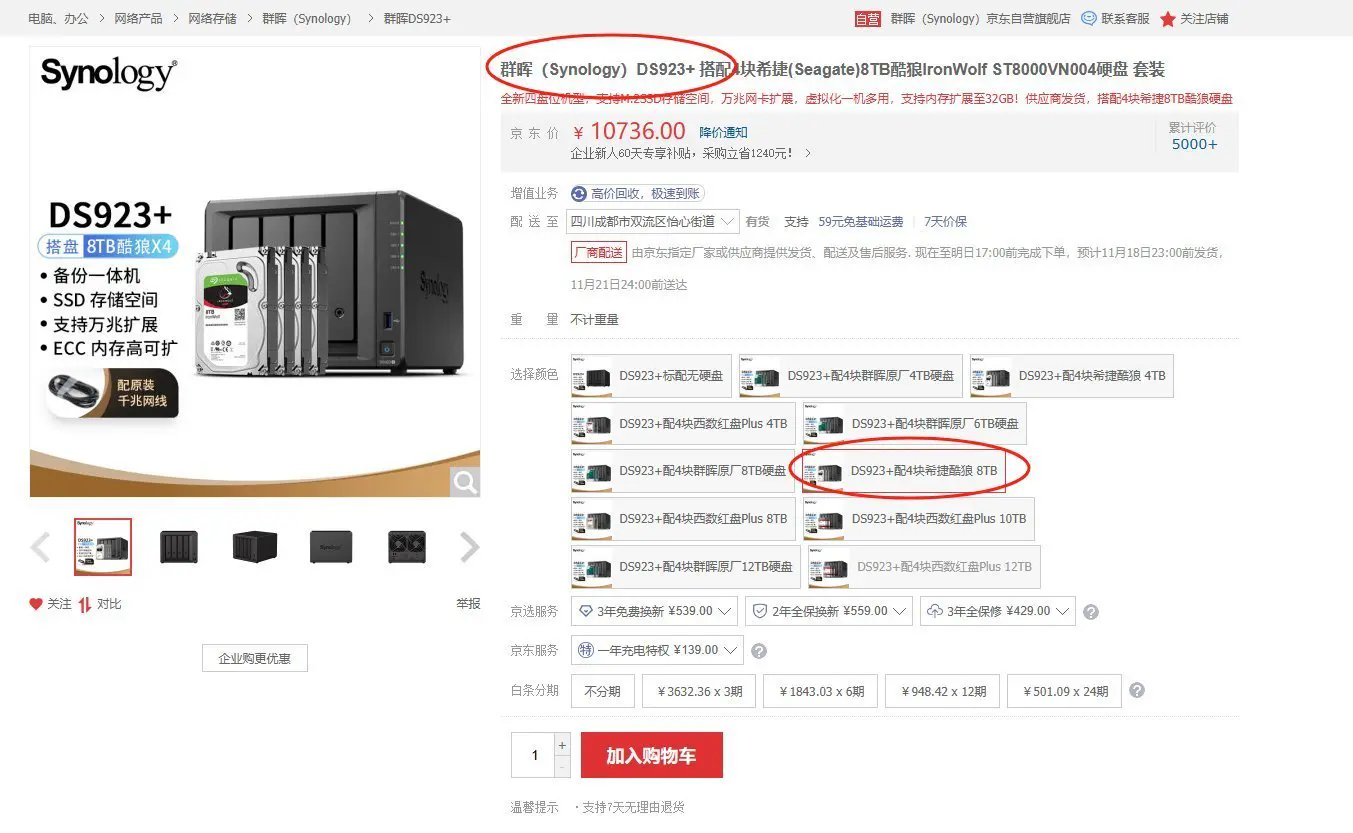 电脑、办公 > 网络产品 > 网络存储 > 群晖（Synology） > 群晖DS923+
自营 群晖（Synology）京东自营旗舰店 联系客服 关注店铺
Synology
DS923+
搭盘 8TB酷狼X4
• 备份一体机
• SSD 存储空间
• 支持万兆扩展
• ECC 内存高可扩
配原装
千兆网线
Synology
8TB
IronWolf
关注 对比 举报
企业购更优惠
群晖（Synology）DS923+ 搭配4块希捷(Seagate)8TB酷狼IronWolf ST8000VN004硬盘 套装
全新四盘位机型，支持M.2SSD存储空间，万兆网卡扩展，虚拟化一机多用，支持内存扩展至32GB！供应商发货，搭配4块希捷8TB酷狼硬盘
京东价 ￥10736.00 降价通知
累计评价
5000+
企业新人60天专享补贴，采购立省1240元！ >
增值业务 高价回收，极速到账
配送至 四川成都市双流区怡心街道 有货 支持 59元免基础运费 7天价保
厂商配送 由京东指定厂家或供应商提供发货、配送及售后服务. 现在至明日17:00前完成下单，预计11月18日23:00前发货，
11月21日24:00前送达
重量 不计重量
选择颜色 DS923+标配无硬盘 DS923+配4块群晖原厂4TB硬盘 DS923+配4块希捷酷狼 4TB
DS923+配4块西数红盘Plus 4TB DS923+配4块群晖原厂6TB硬盘
DS923+配4块群晖原厂8TB硬盘 DS923+配4块希捷酷狼 8TB
DS923+配4块西数红盘Plus 8TB DS923+配4块西数红盘Plus 10TB
DS923+配4块群晖原厂12TB硬盘 DS923+配4块西数红盘Plus 12TB
京选服务 3年免费换新 ¥539.00 2年全保换新 ¥559.00 3年全保修 ¥429.00 ?
京东服务 特 一年充电特权 ¥139.00 ?
白条分期 不分期 ￥3632.36 x 3期 ￥1843.03 x 6期 ￥948.42 x 12期 ￥501.09 x 24期 ?
1 + - 加入购物车
温馨提示 ·支持7天无理由退货